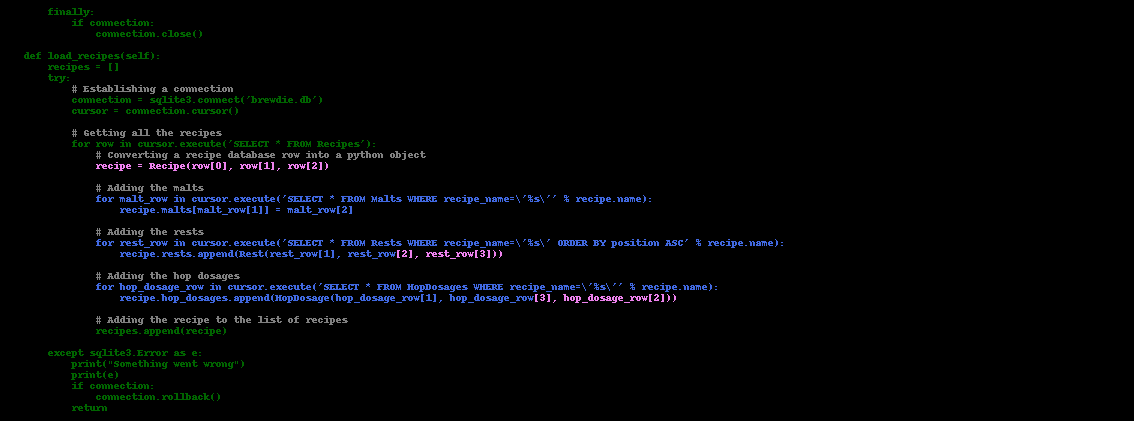 finally:
if connection:
connection.close()
def load_recipes(self):
recipes = []
try:
# Establishing a connection
connection = sqlite3.connect('brewdie.db')
cursor = connection.cursor()
# Getting all the recipes
for row in cursor.execute('SELECT * FROM Recipes'):
# Converting a recipe database row into a python object
recipe = Recipe(row[0], row[1], row[2])
# Adding the malts
for malt_row in cursor.execute('SELECT * FROM Malts WHERE recipe_name=\'%s\'' % recipe.name):
recipe.malts[malt_row[1]] = malt_row[2]
# Adding the rests
for rest_row in cursor.execute('SELECT * FROM Rests WHERE recipe_name=\'%s\' ORDER BY position ASC' % recipe.name):
recipe.rests.append(Rest(rest_row[1], rest_row[2], rest_row[3]))
# Adding the hop dosages
for hop_dosage_row in cursor.execute('SELECT * FROM HopDosages WHERE recipe_name=\'%s\'' % recipe.name):
recipe.hop_dosages.append(HopDosage(hop_dosage_row[1], hop_dosage_row[3], hop_dosage_row[2]))
# Adding the recipe to the list of recipes
recipes.append(recipe)
except sqlite3.Error as e:
print("Something went wrong")
print(e)
if connection:
connection.rollback()
return